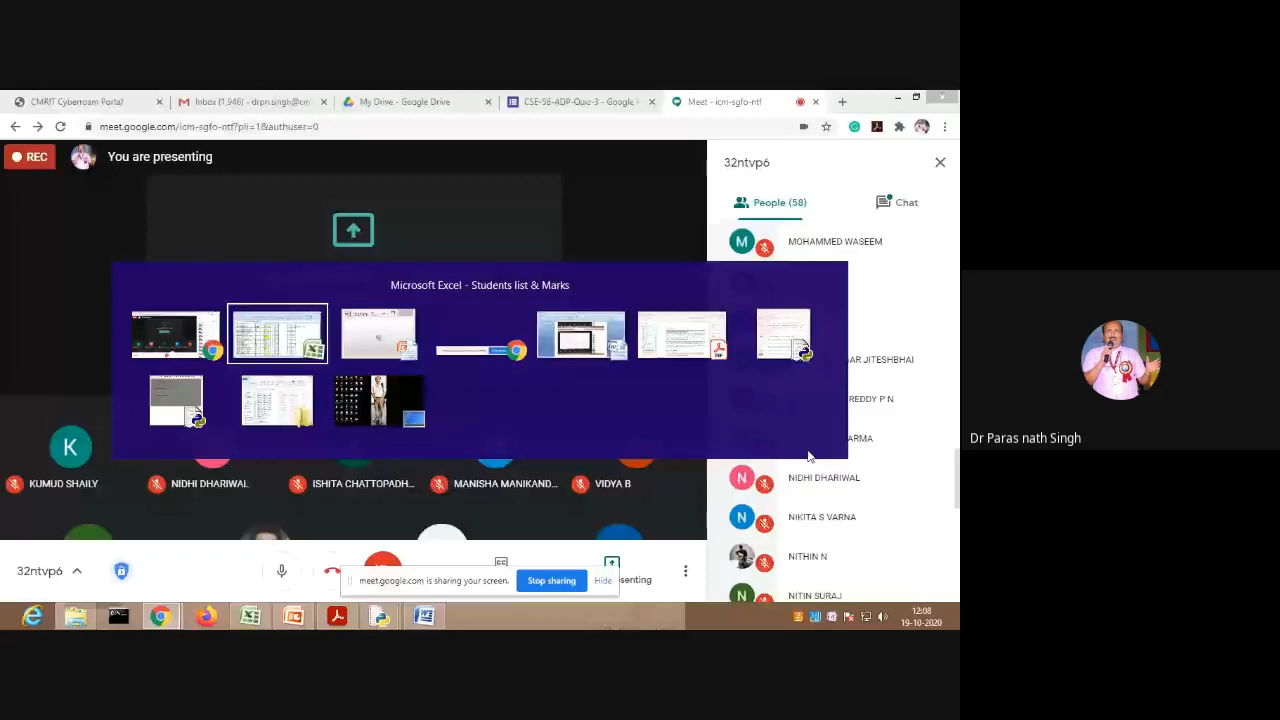 CMRIT Cyberroam Portal
Inbox (1,946) - drpn.singh@cm
My Drive - Google Drive
CSE-5B-ADP-Quiz-3 - Google F
Meet - icm-sgfo-ntf
meet.google.com/icm-sgfo-ntf?pli=1&authuser=0
REC
You are presenting
32ntvp6
People (58)
Chat
MOHAMMED WASEEM
Microsoft Excel - Students list & Marks
AR JITESHBHAI
REDDY P N
ARMA
NIDHI DHARIWAL
NIKITA S VARNA
NITHIN N
NITIN SURAJ
K
N
N
N
M
KUMUD SHAILY
NIDHI DHARIWAL
ISHITA CHATTOPADH...
MANISHA MANIKAND...
VIDYA B
32ntvp6
meet.google.com is sharing your screen.
Stop sharing
Hide
esenting
12:08
19-10-2020
Dr Paras nath Singh